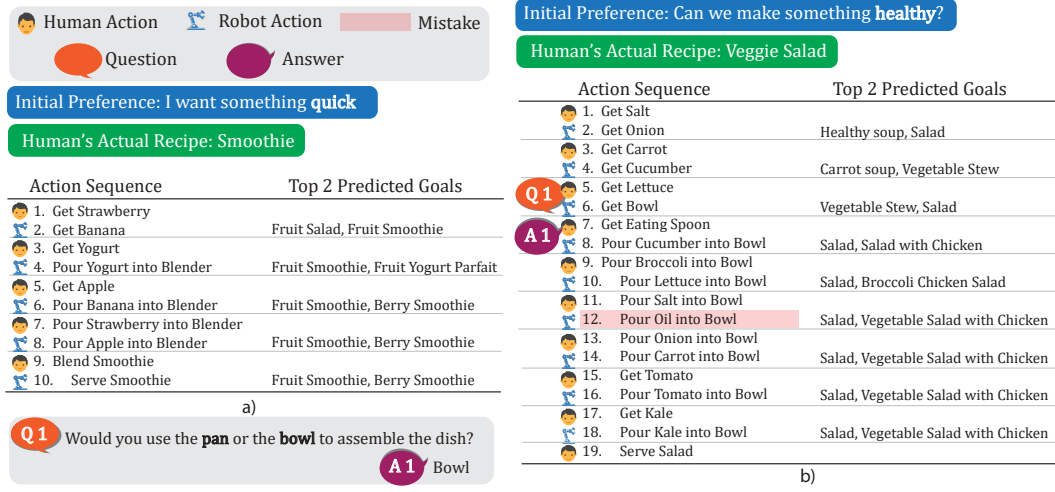 Human Action Robot Action Mistake
Question Answer
Initial Preference: I want something quick
Human's Actual Recipe: Smoothie
Action Sequence Top 2 Predicted Goals
1. Get Strawberry
2. Get Banana Fruit Salad, Fruit Smoothie
3. Get Yogurt
4. Pour Yogurt into Blender Fruit Smoothie, Fruit Yogurt Parfait
5. Get Apple
6. Pour Banana into Blender Fruit Smoothie, Berry Smoothie
7. Pour Strawberry into Blender
8. Pour Apple into Blender Fruit Smoothie, Berry Smoothie
9. Blend Smoothie
10. Serve Smoothie Fruit Smoothie, Berry Smoothie
a)
Q 1 Would you use the pan or the bowl to assemble the dish?
A 1 Bowl
Initial Preference: Can we make something healthy?
Human's Actual Recipe: Veggie Salad
Action Sequence Top 2 Predicted Goals
1. Get Salt
2. Get Onion Healthy soup, Salad
3. Get Carrot
4. Get Cucumber Carrot soup, Vegetable Stew
Q 1 5. Get Lettuce
6. Get Bowl Vegetable Stew, Salad
A 1 7. Get Eating Spoon
8. Pour Cucumber into Bowl Salad, Salad with Chicken
9. Pour Broccoli into Bowl
10. Pour Lettuce into Bowl Salad, Broccoli Chicken Salad
11. Pour Salt into Bowl
12. Pour Oil into Bowl Salad, Vegetable Salad with Chicken
13. Pour Onion into Bowl
14. Pour Carrot into Bowl Salad, Vegetable Salad with Chicken
15. Get Tomato
16. Pour Tomato into Bowl Salad, Vegetable Salad with Chicken
17. Get Kale
18. Pour Kale into Bowl Salad, Vegetable Salad with Chicken
19. Serve Salad
b)